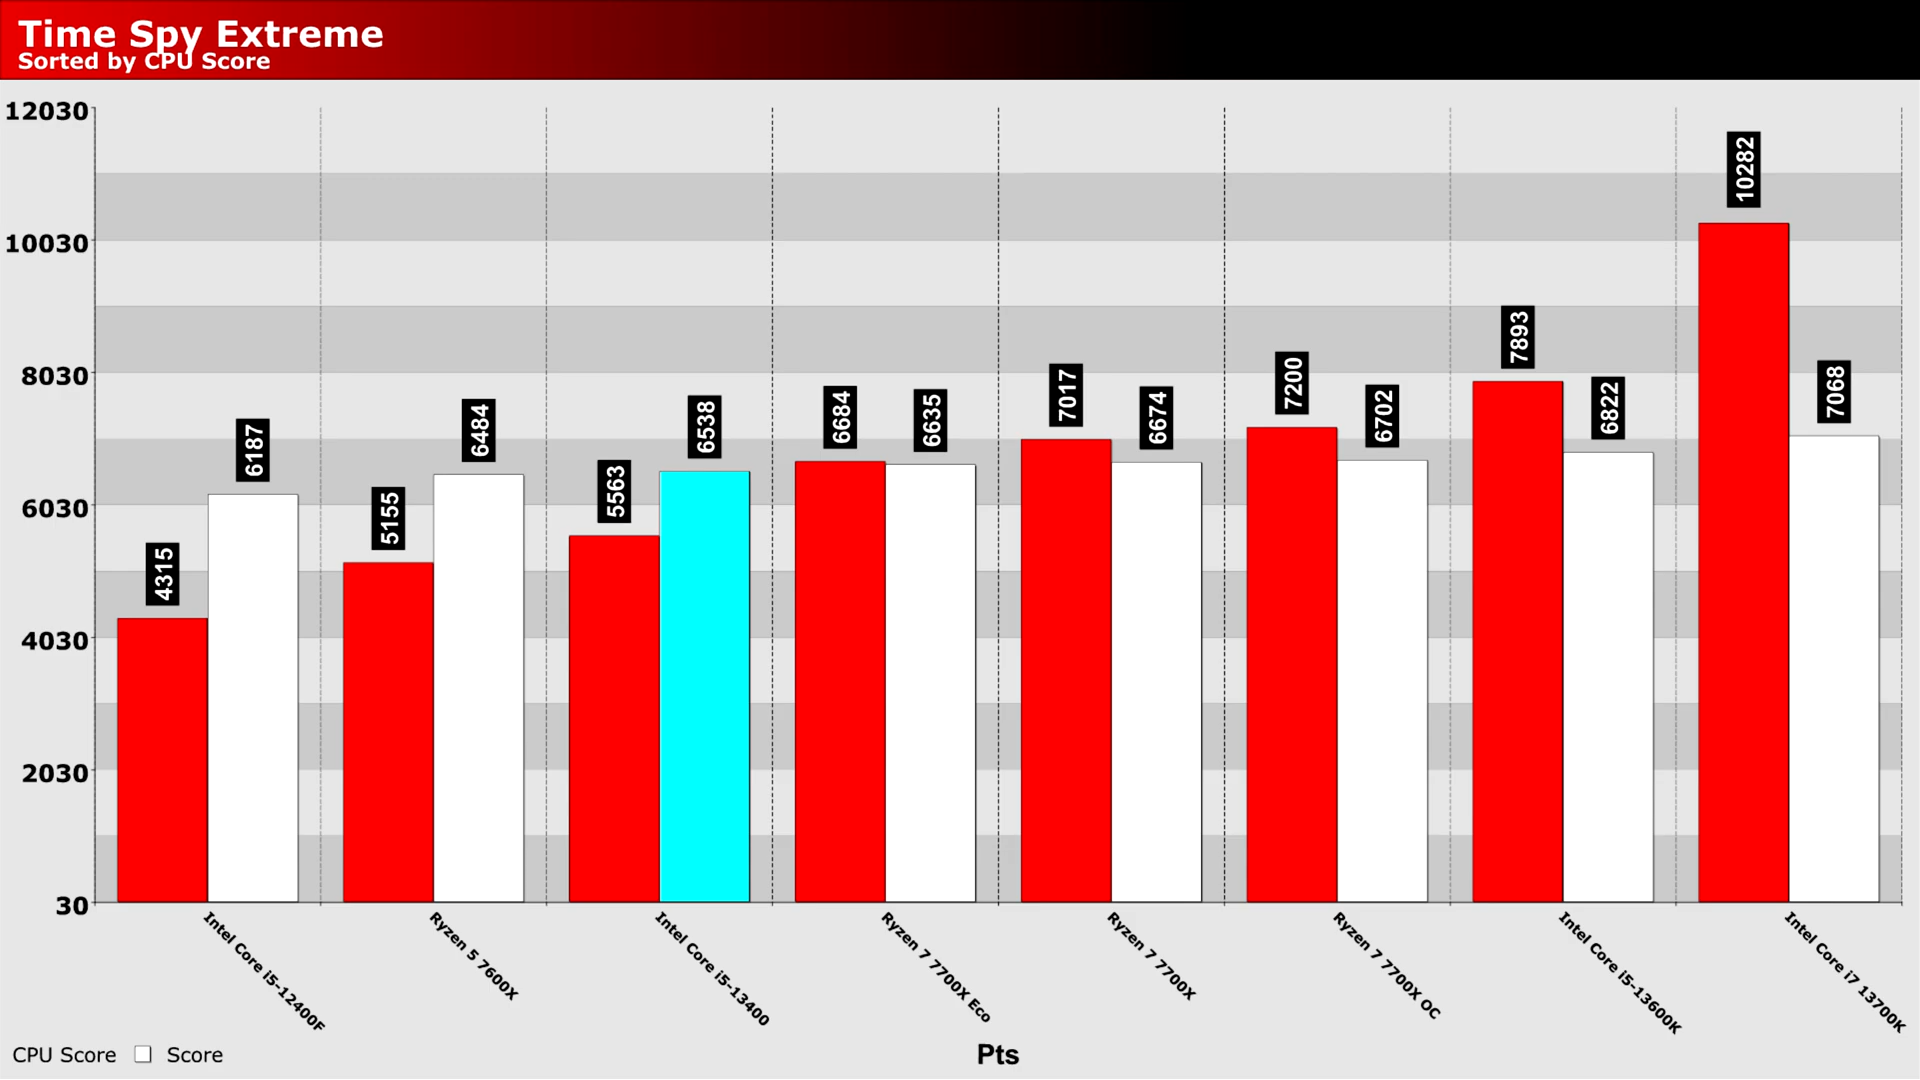 Time Spy Extreme
Sorted by CPU Score
12030
10030
8030
6030
4030
2030
30
4315
6187
5155
6484
5563
6538
6684
6635
7017
6674
7200
6702
7893
6822
10282
7068
Intel Core i5-12400F
Ryzen 5 7600X
Intel Core i5-13400
Ryzen 7 7700X Eco
Ryzen 7 7700X
Ryzen 7 7700X OC
Intel Core i5-13600K
Intel Core i7 13700K
CPU Score
Score
Pts